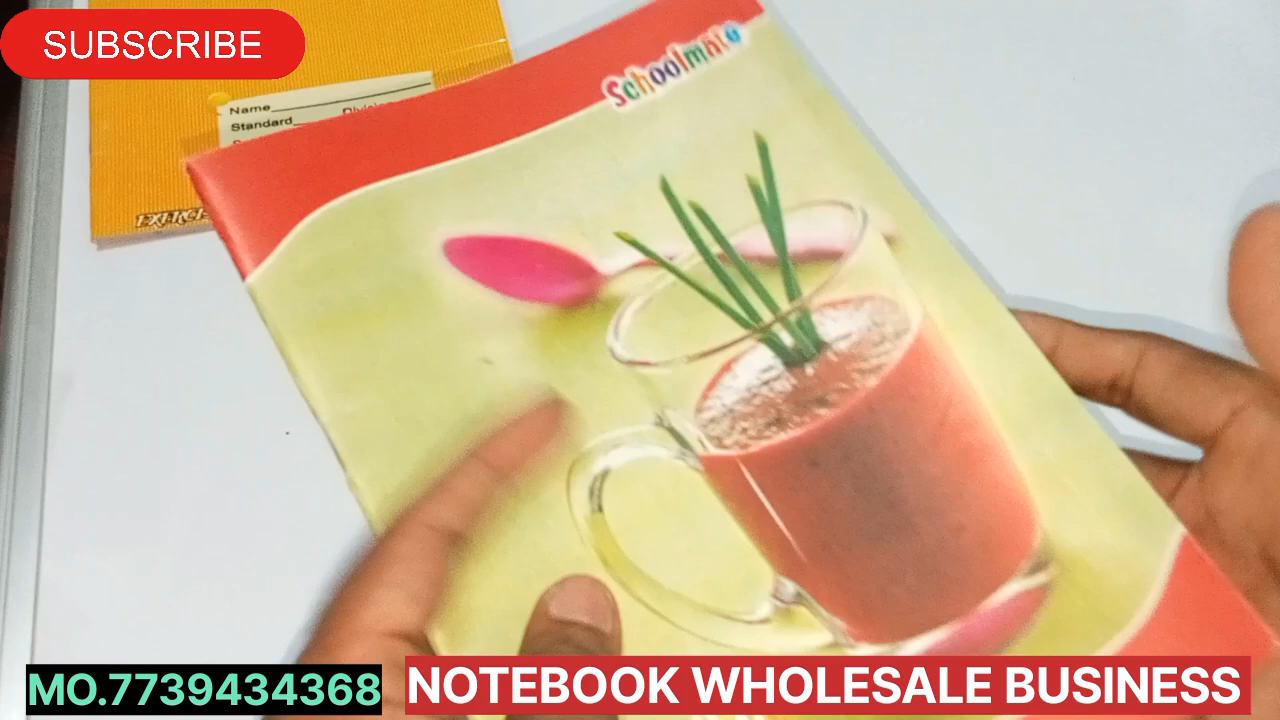 SUBSCRIBE
Name
Standard
Schoolmate
MO.7739434368
NOTEBOOK WHOLESALE BUSINESS